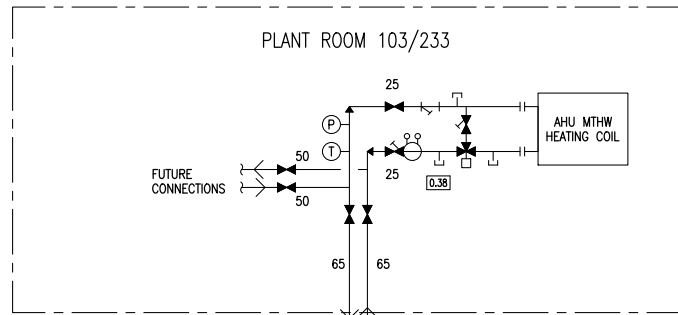 PLANT ROOM 103/233
25
AHU MTHW
HEATING COIL
P
T
50
25
FUTURE
CONNECTIONS
0.38
50
65
65